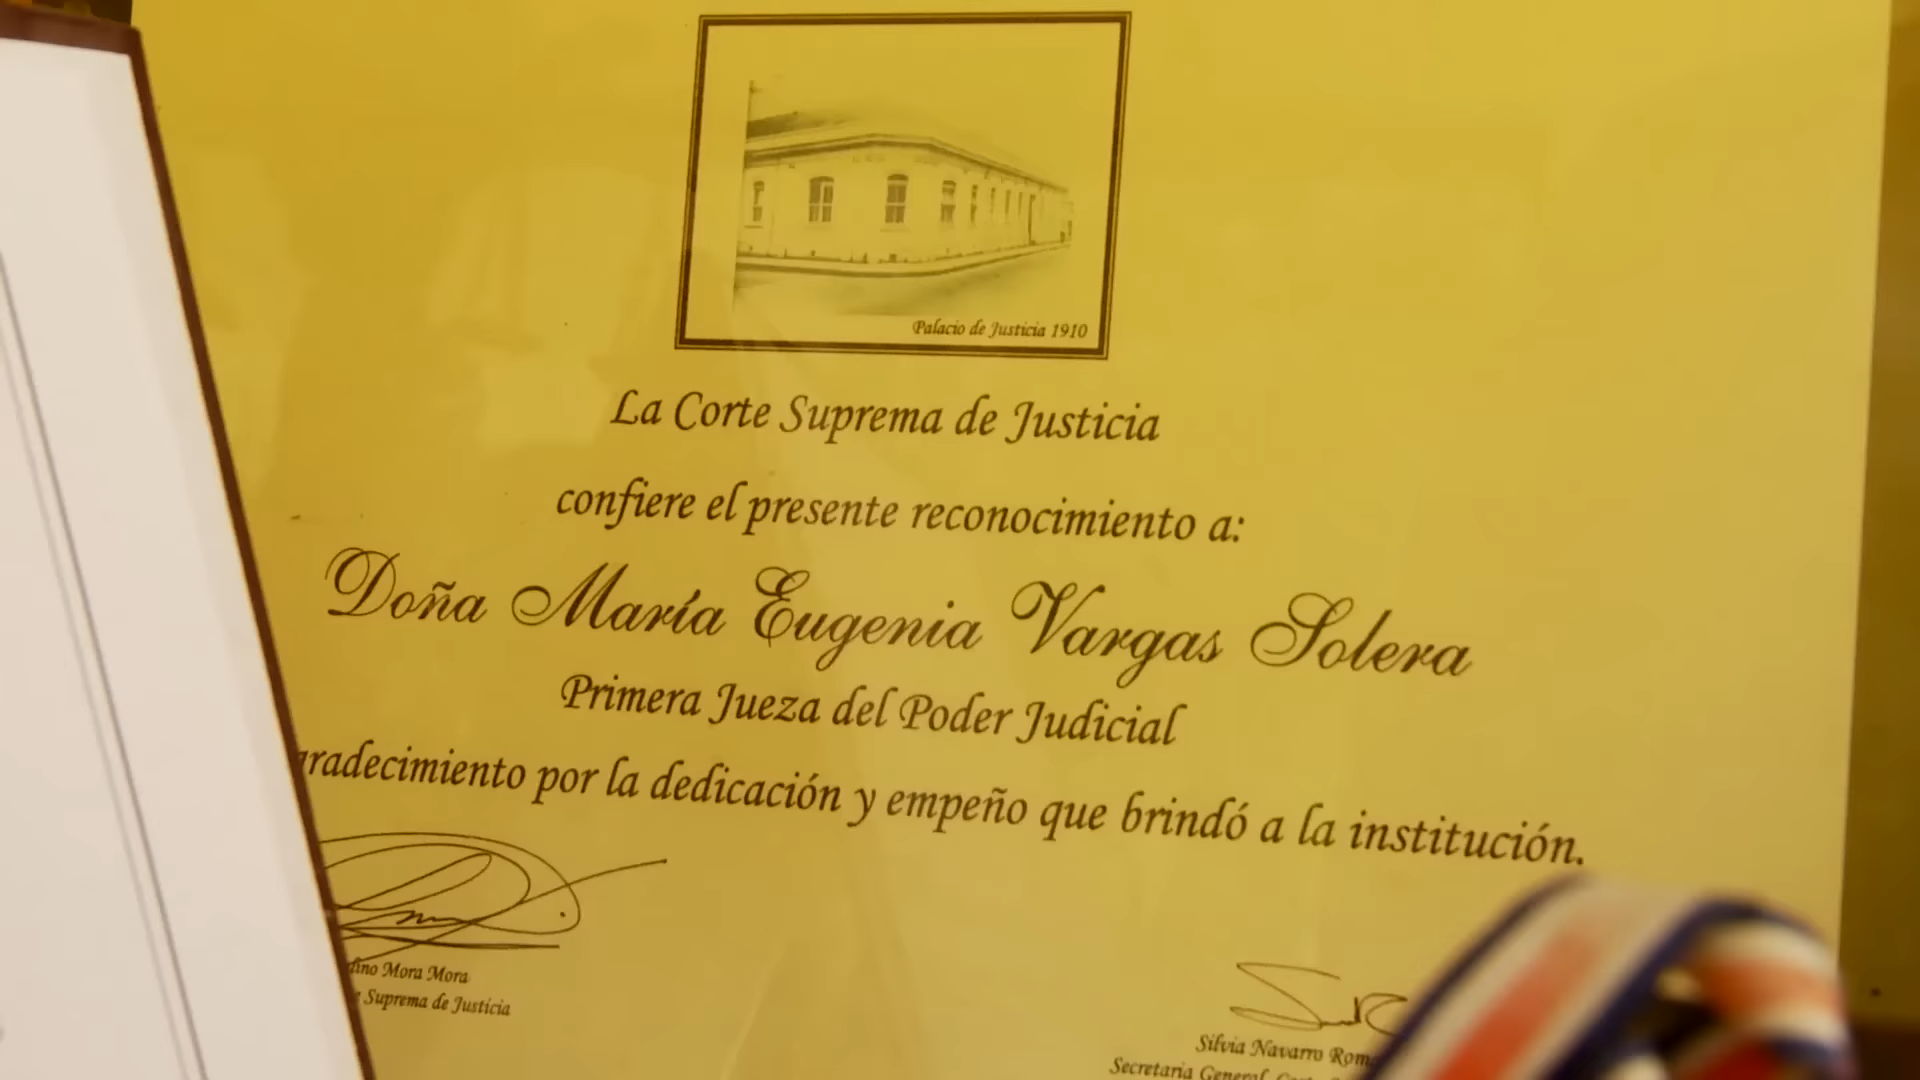 Palacio de Justicia 1910
La Corte Suprema de Justicia
confiere el presente reconocimiento a:
Doña María Eugenia Vargas Solera
Primera Jueza del Poder Judicial
gradecimiento por la dedicación y empeño que brindó a la institución.
Mora Mora
Suprema de Justicia
Silvia Navarro
Secretaria General